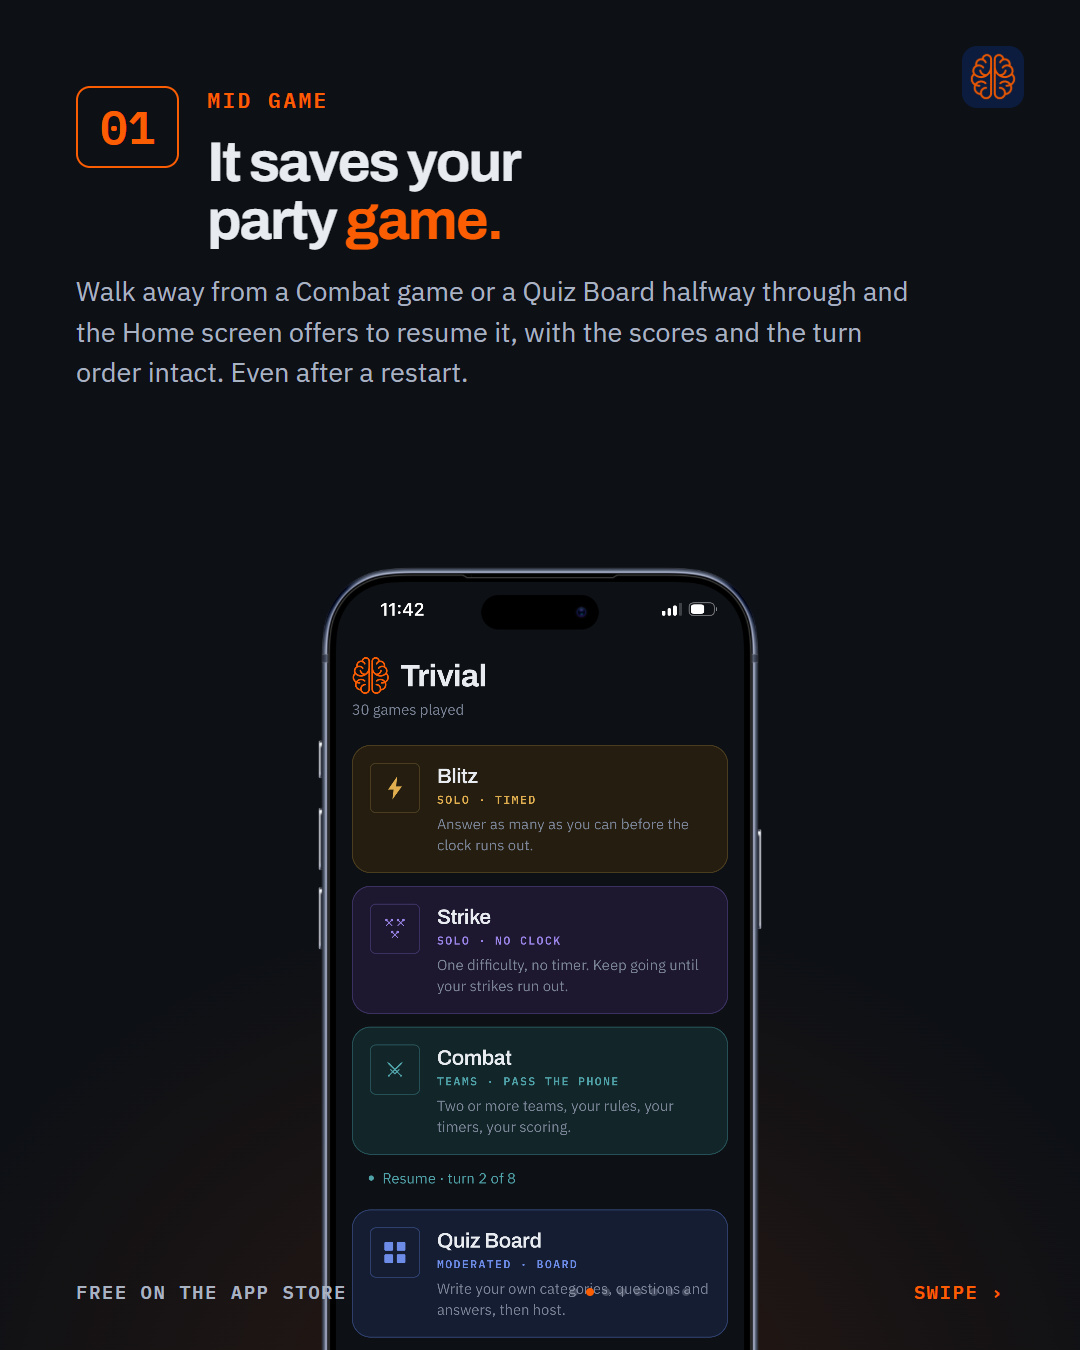 01
MID GAME
It saves your
party game.
Walk away from a Combat game or a Quiz Board halfway through and
the Home screen offers to resume it, with the scores and the turn
order intact. Even after a restart.
11:42
Trivial
30 games played
Blitz
SOLO · TIMED
Answer as many as you can before the
clock runs out.
Strike
SOLO · NO CLOCK
One difficulty, no timer. Keep going until
your strikes run out.
Combat
TEAMS · PASS THE PHONE
Two or more teams, your rules, your
timers, your scoring.
• Resume · turn 2 of 8
Quiz Board
MODERATED · BOARD
Write your own categories, questions and
answers, then host.
FREE ON THE APP STORE
SWIPE ›